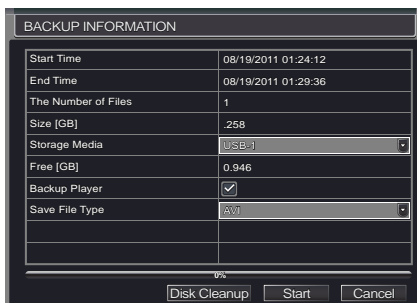 BACKUP INFORMATION
Start Time 08/19/2011 01:24:12
End Time 08/19/2011 01:29:36
The Number of Files 1
Size [GB] .258
Storage Media USB-1
Free [GB] 0.946
Backup Player
Save File Type AVI
0%
Disk Cleanup Start Cancel